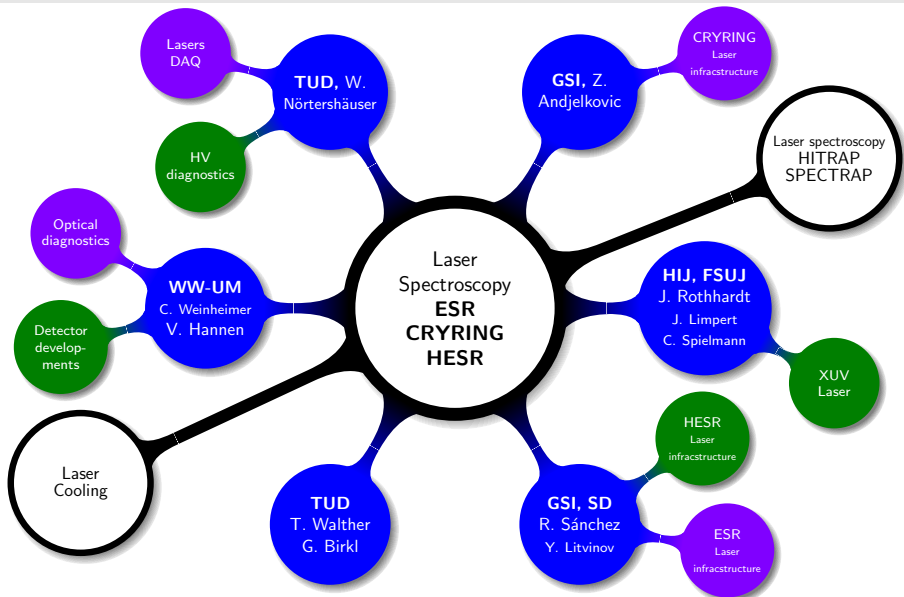 Lasers
DAQ
TUD, W.
Nörtershäuser
HV
diagnostics
GSI, Z.
Andjelkovic
CRYRING
Laser
infracstructure
Laser spectroscopy
HITRAP
SPECTRAP
Optical
diagnostics
WW-UM
C. Weinheimer
V. Hannen
Detector
develop-
ments
Laser
Spectroscopy
ESR
CRYRING
HESR
HIJ, FSUJ
J. Rothhardt
J. Limpert
C. Spielmann
XUV
Laser
Laser
Cooling
TUD
T. Walther
G. Birkl
GSI, SD
R. Sánchez
Y. Litvinov
HESR
Laser
infracstructure
ESR
Laser
infracstructure